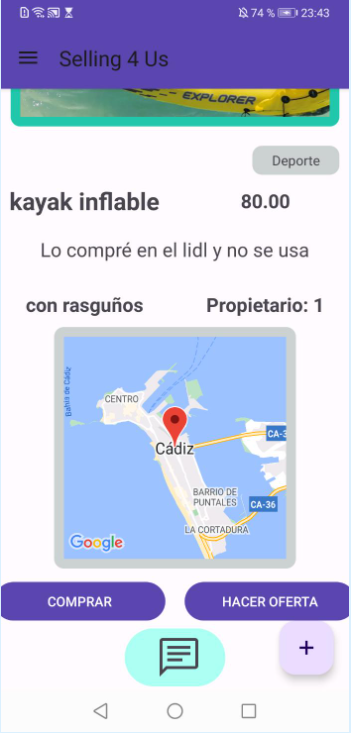 74 % 23:43
Selling 4 Us
EXPLORER
Deporte
kayak inflable 80.00
Lo compré en el lidl y no se usa
con rasguños Propietario: 1
Bahía de Cádiz
CENTRO
Cádiz
CA-3
BARRIO DE
PUNTALES
CA-36
LA CORTADURA
Google
COMPRAR HACER OFERTA
+